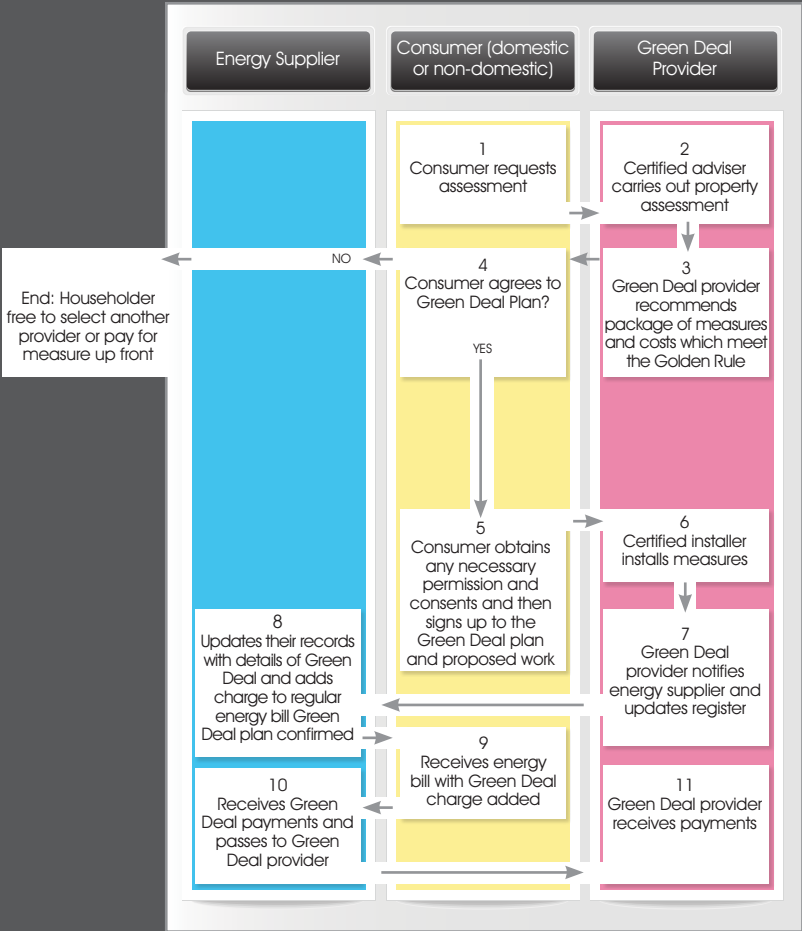 Energy Supplier
Consumer (domestic
or non-domestic)
Green Deal
Provider
1
Consumer requests
assessment
2
Certified adviser
carries out property
assessment
3
Green Deal provider
recommends
package of measures
and costs which meet
the Golden Rule
4
Consumer agrees to
Green Deal Plan?
NO
End: Householder
free to select another
provider or pay for
measure up front
YES
5
Consumer obtains
any necessary
permission and
consents and then
signs up to the
Green Deal plan
and proposed work
6
Certified installer
installs measures
7
Green Deal
provider notifies
energy supplier and
updates register
8
Updates their records
with details of Green
Deal and adds
charge to regular
energy bill Green
Deal plan confirmed
9
Receives energy
bill with Green Deal
charge added
10
Receives Green
Deal payments and
passes to Green
Deal provider
11
Green Deal provider
receives payments